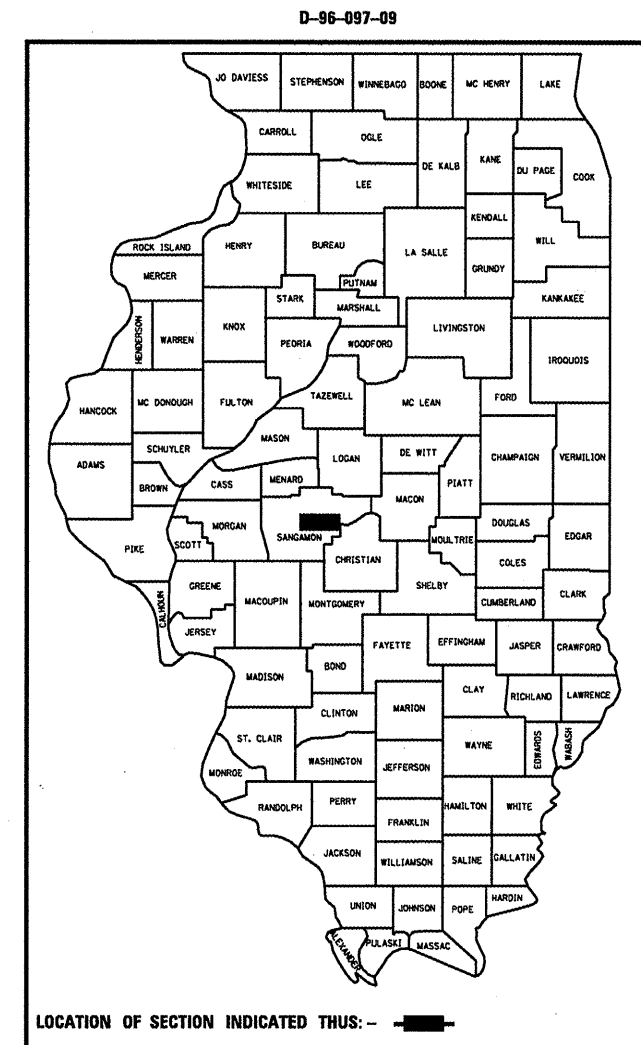 D-96-097-09
JO DAVIESS
STEPHENSON
WINNEBAGO
BOONE
MC HENRY
LAKE
CARROLL
OGLE
DE KALB
KANE
DU PAGE
COOK
WHITESIDE
LEE
KENDALL
WILL
ROCK ISLAND
HENRY
BUREAU
LA SALLE
GRUNDY
MERCER
PUTNAM
KANKAKEE
STARK
MARSHALL
HENDERSON
WARREN
KNOX
PEORIA
WOODFORD
LIVINGSTON
IROQUOIS
HANCOCK
MC DONOUGH
FULTON
TAZEWELL
MC LEAN
FORD
MASON
SCHUYLER
LOGAN
DE WITT
CHAMPAIGN
VERMILION
ADAMS
BROWN
CASS
MENARD
PIATT
MACON
MORGAN
DOUGLAS
PIKE
SCOTT
SANGAMON
MOULTRIE
EDGAR
CHRISTIAN
COLES
GREENE
CALHOUN
MACOUPIN
MONTGOMERY
SHELBY
CUMBERLAND
CLARK
JERSEY
FAYETTE
EFFINGHAM
JASPER
CRAWFORD
MADISON
BOND
CLAY
RICHLAND
LAWRENCE
MARION
CLINTON
ST. CLAIR
WAYNE
EDWARDS
WABASH
MONROE
WASHINGTON
JEFFERSON
RANDOLPH
PERRY
HAMILTON
WHITE
FRANKLIN
JACKSON
WILLIAMSON
SALINE
GALLATIN
UNION
JOHNSON
POPE
HARDIN
ALEXANDER
PULASKI
MASSAC
LOCATION OF SECTION INDICATED THUS: -